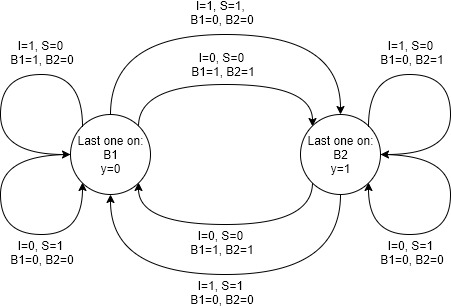 I=1, S=1,
B1=0, B2=0
I=1, S=0
B1=1, B2=0
I=0, S=0
B1=1, B2=1
I=1, S=0
B1=0, B2=1
Last one on:
B1
y=0
Last one on:
B2
y=1
I=0, S=1
B1=0, B2=0
I=0, S=0
B1=1, B2=1
I=0, S=1
B1=0, B2=0
I=1, S=1
B1=0, B2=0